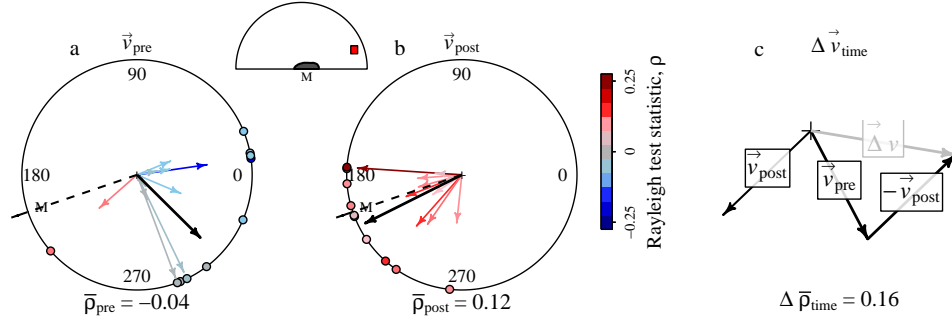 a
v⃗pre
90
180
0
M
270
ρ̅pre = −0.04
M
b
v⃗post
90
180
M
270
ρ̅post = 0.12
0.25
0
−0.25
Rayleigh test statistic, ρ
c
Δ v⃗time
v⃗post
v⃗pre
Δ⃗ v
−v⃗post
Δ ρ̅time = 0.16